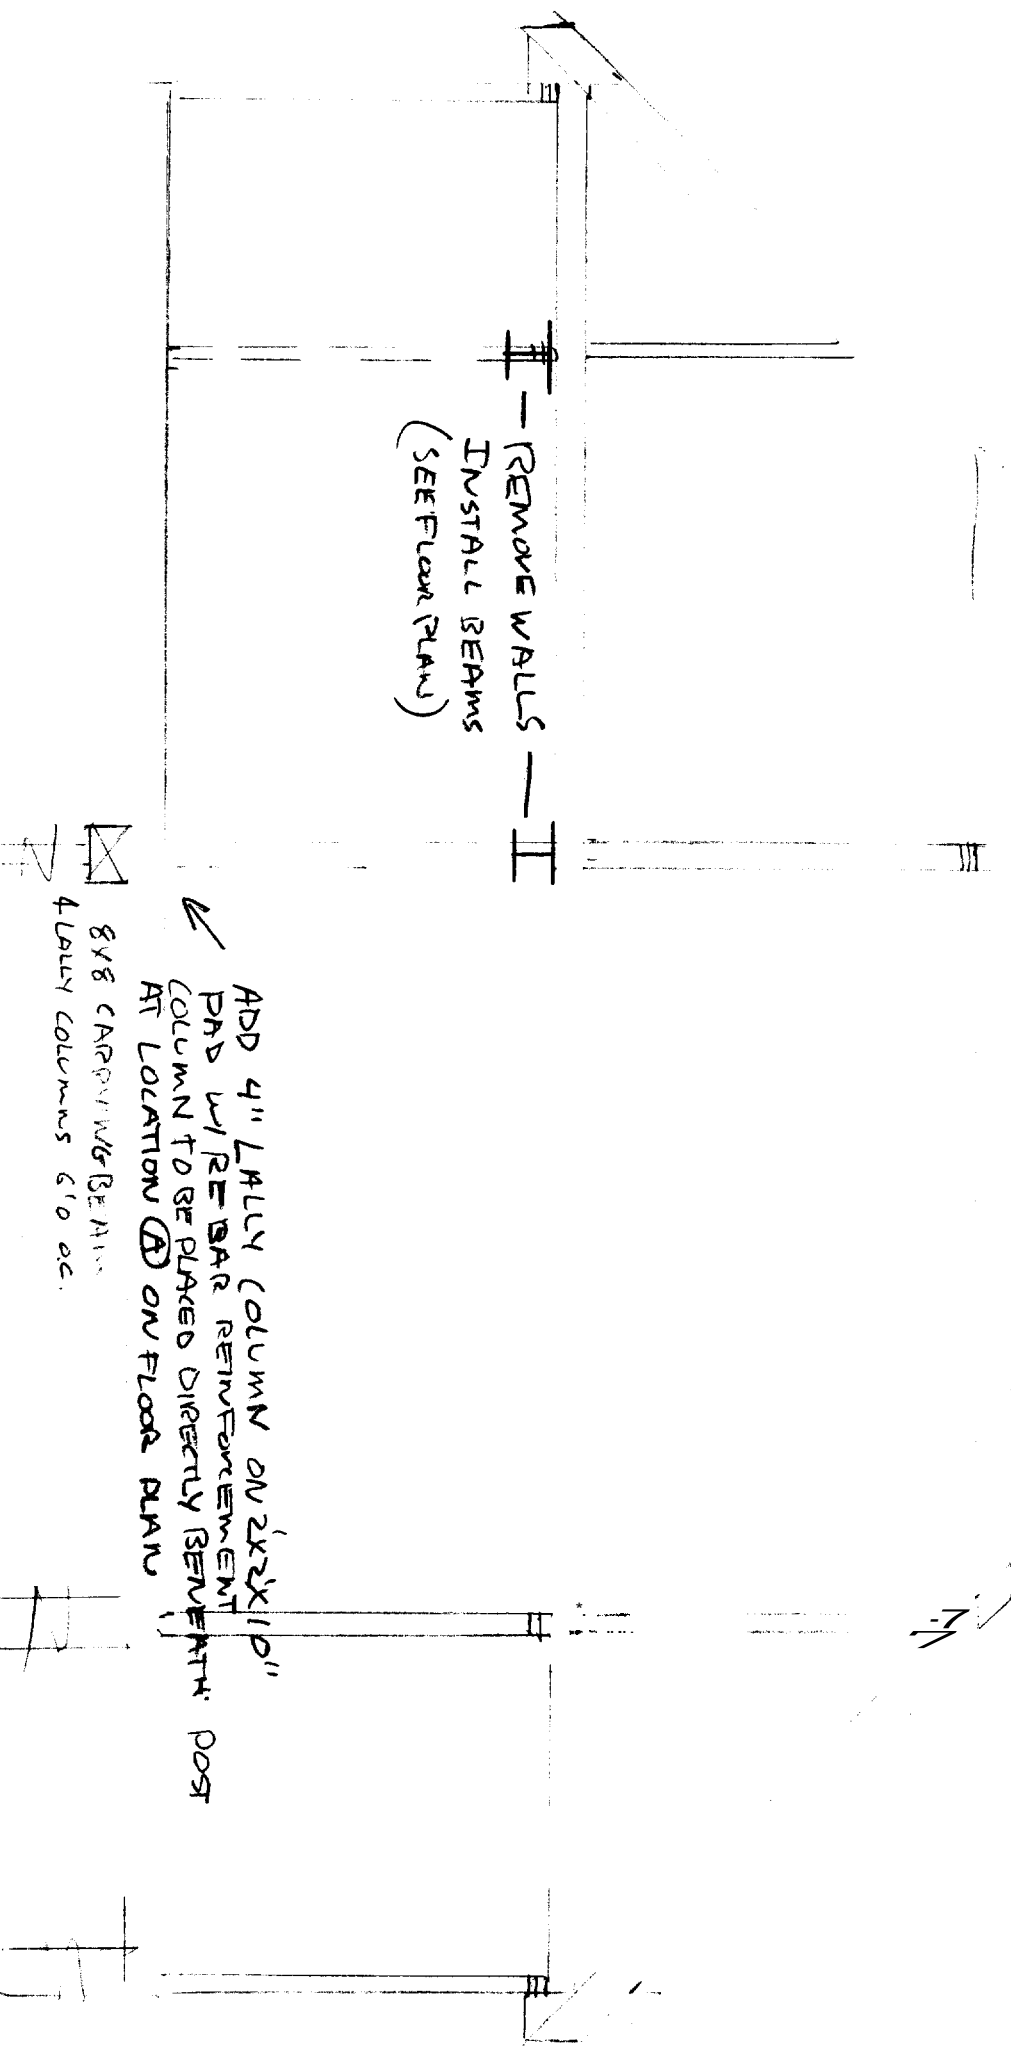 — REMOVE WALLS —
INSTALL BEAMS
(SEE FLOOR PLAN)
ADD 4" LALLY COLUMN ON 2'X2'X10"
PAD W/ RE-BAR REINFORCEMENT
COLUMN TO BE PLACED DIRECTLY BENEATH POST
AT LOCATION Ⓐ ON FLOOR PLAN
8X8 CARRYING BEAM
4 LALLY COLUMNS 6'0 O.C.